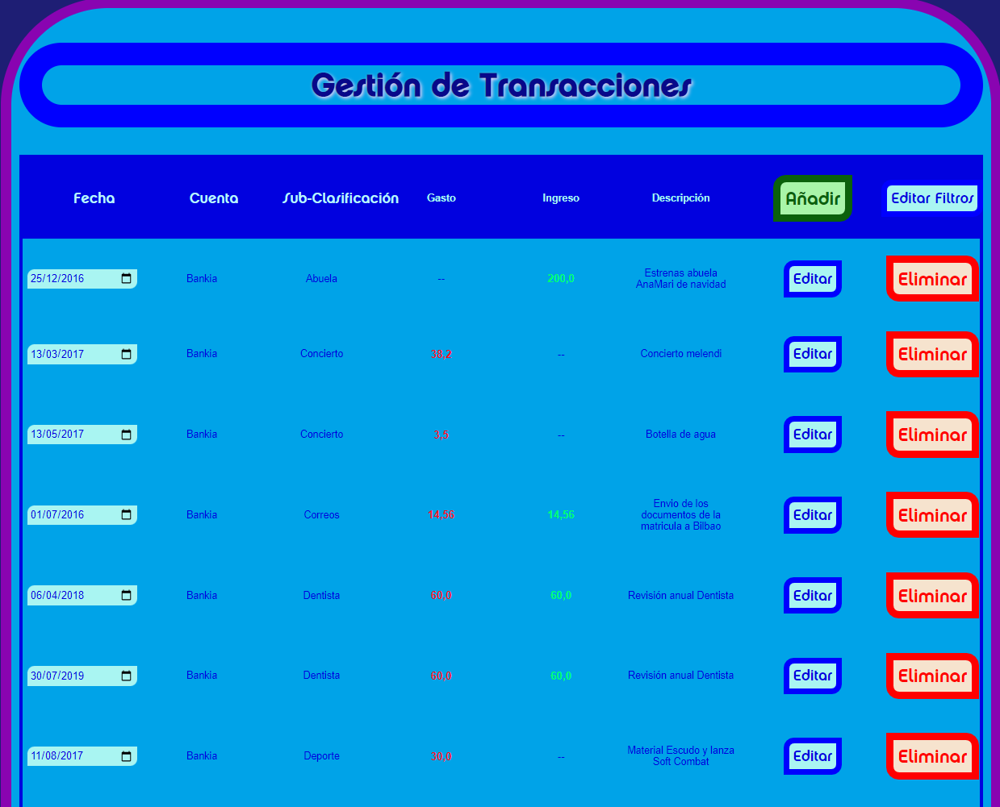 Gestión de Transacciones
Fecha Cuenta Sub-Clasificación Gasto Ingreso Descripción Añadir Editar Filtros
25/12/2016 Bankia Abuela -- 200,0 Estrenas abuela
AnaMari de navidad Editar Eliminar
13/03/2017 Bankia Concierto 38,2 -- Concierto melendi Editar Eliminar
13/05/2017 Bankia Concierto 3,5 -- Botella de agua Editar Eliminar
01/07/2016 Bankia Correos 14,56 14,56 Envio de los
documentos de la
matricula a Bilbao Editar Eliminar
06/04/2018 Bankia Dentista 60,0 60,0 Revisión anual Dentista Editar Eliminar
30/07/2019 Bankia Dentista 60,0 60,0 Revisión anual Dentista Editar Eliminar
11/08/2017 Bankia Deporte 30,0 -- Material Escudo y lanza
Soft Combat Editar Eliminar